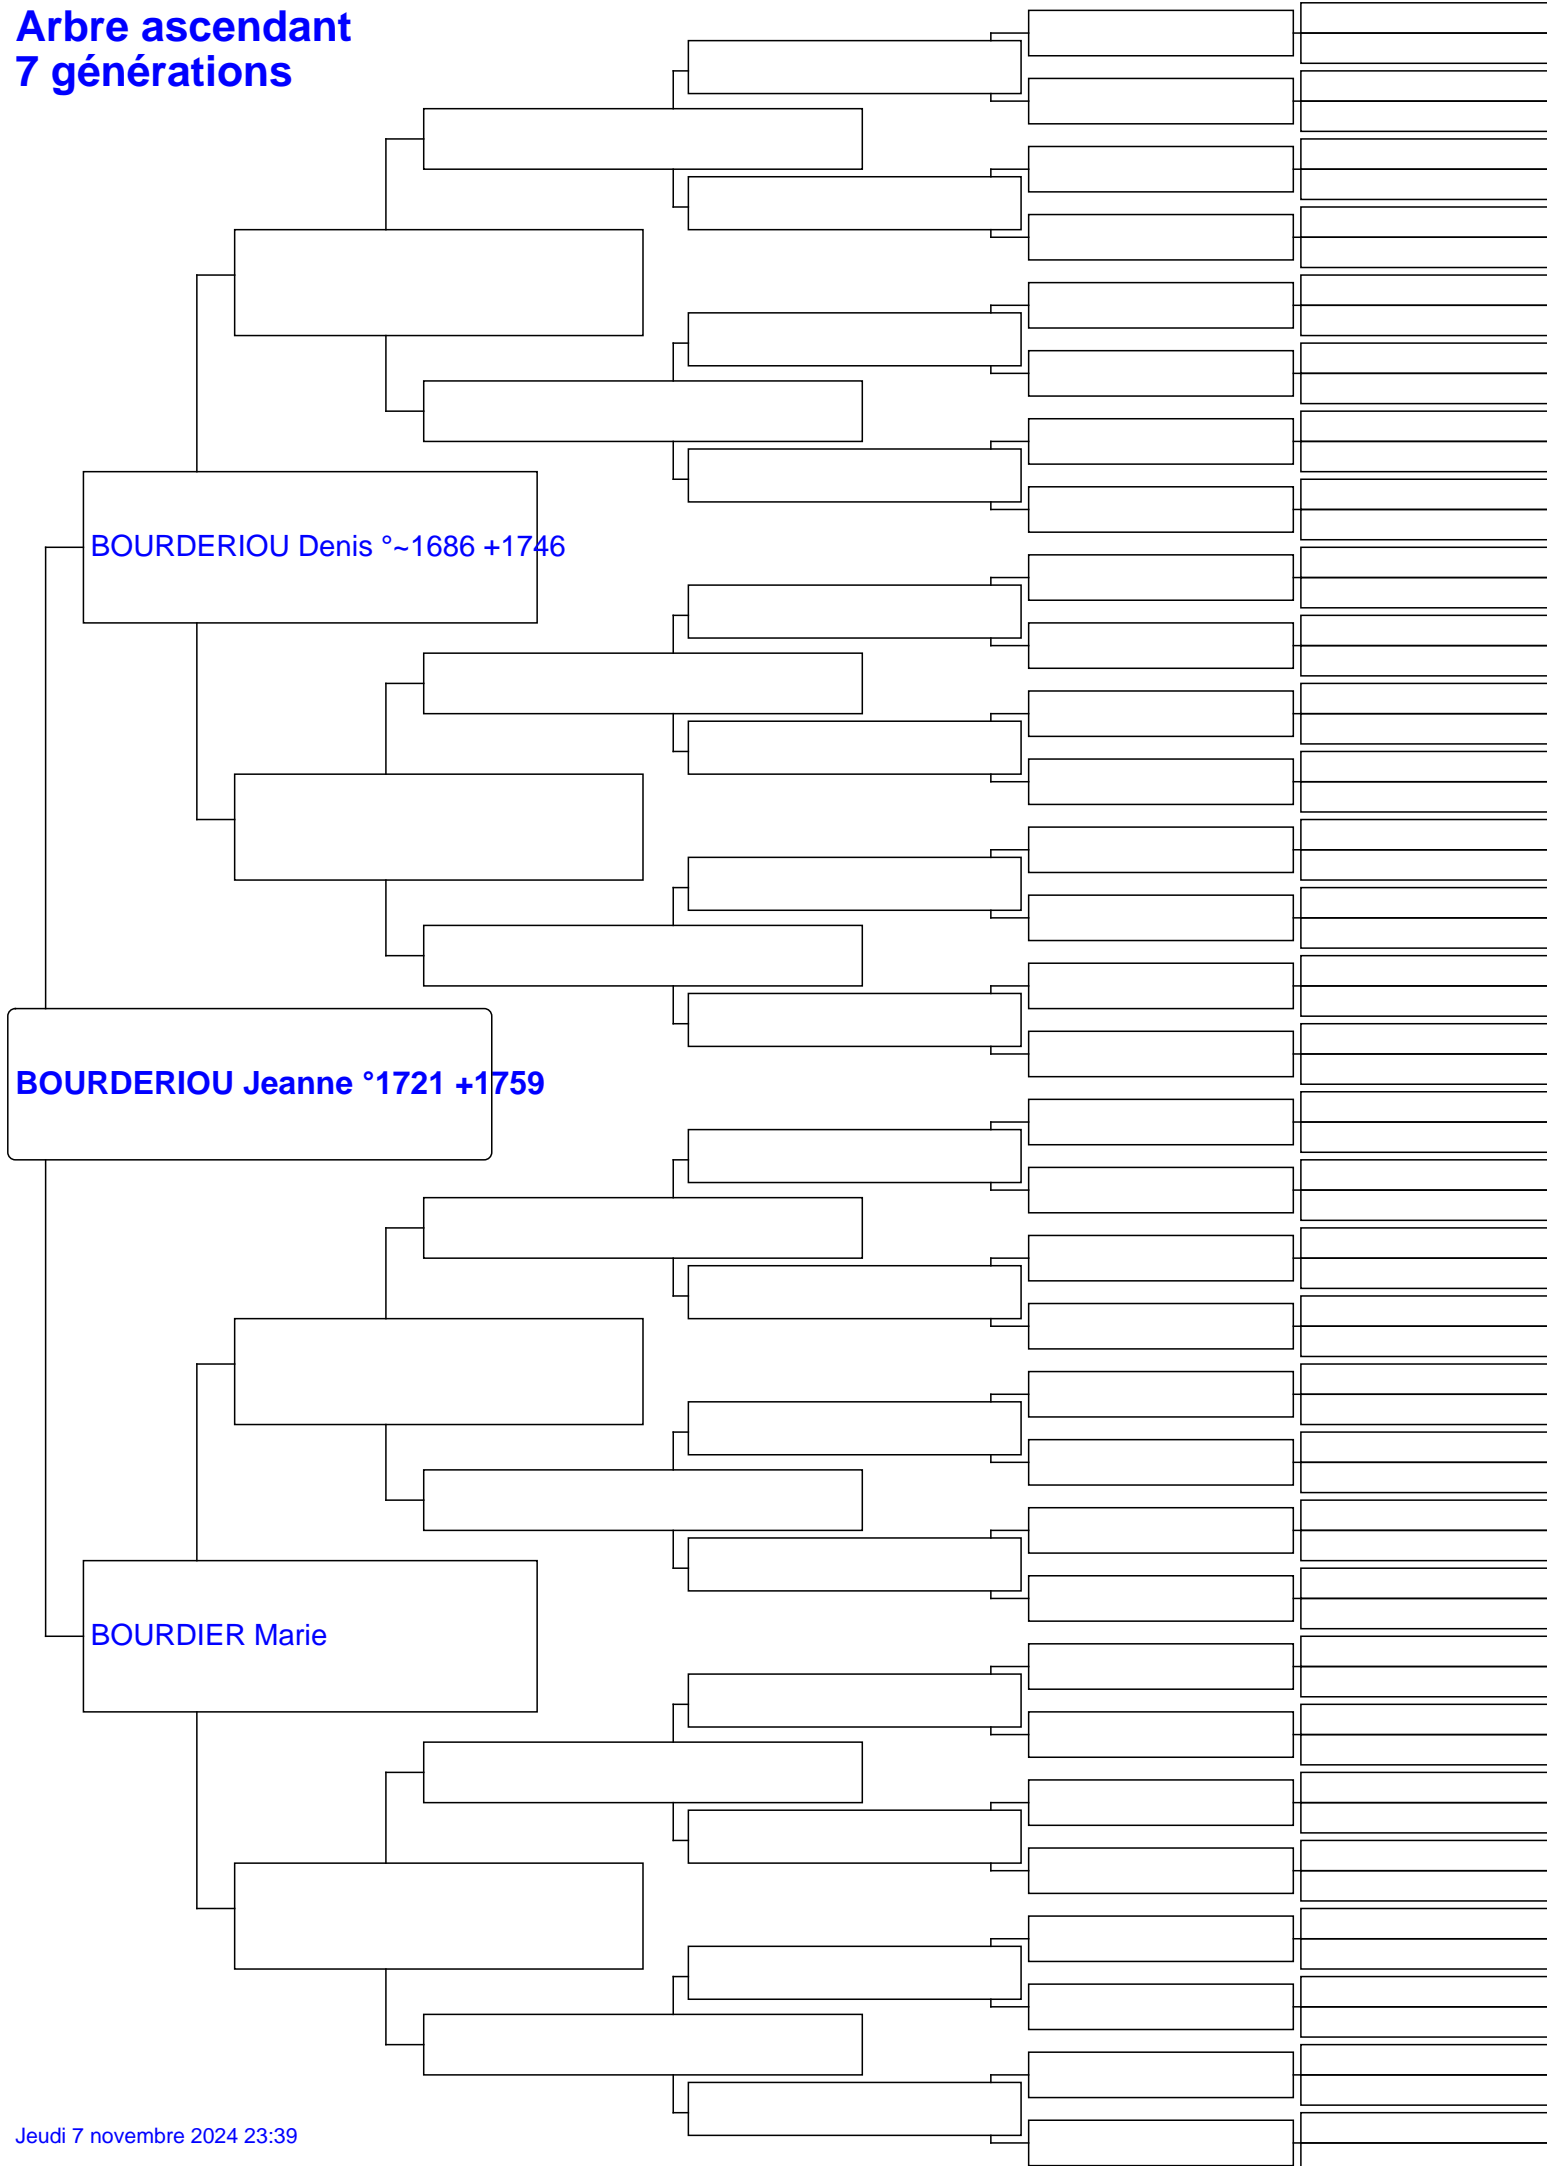 Arbre ascendant
7 générations
BOURDERIOU Denis °~1686 +1746
BOURDERIOU Jeanne °1721 +1759
BOURDIER Marie
Jeudi 7 novembre 2024 23:39